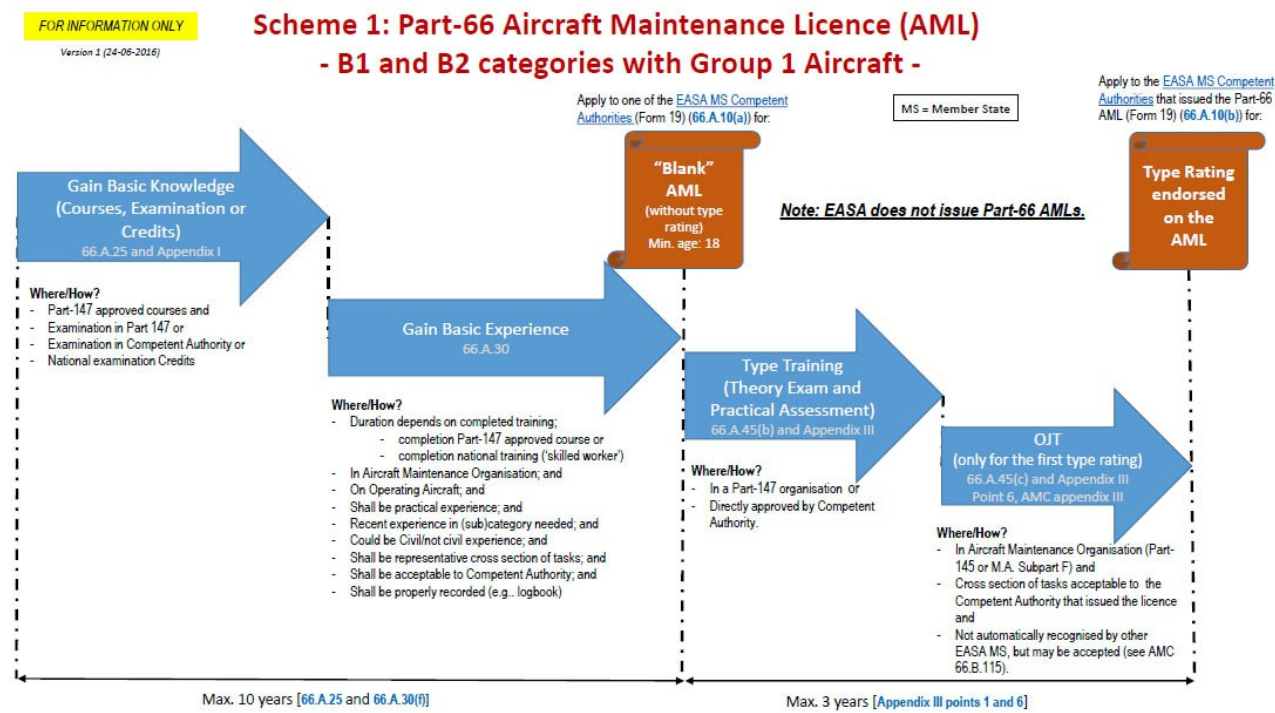 FOR INFORMATION ONLY
Version 1 (24-06-2016)
Scheme 1: Part-66 Aircraft Maintenance Licence (AML)
- B1 and B2 categories with Group 1 Aircraft -
Apply to one of the EASA MS Competent
Authorities (Form 19) (66.A.10(a)) for:
MS = Member State
Apply to the EASA MS Competent
Authorities that issued the Part-66
AML (Form 19) (66.A.10(b)) for:
Gain Basic Knowledge
(Courses, Examination or
Credits)
66.A.25 and Appendix I
"Blank"
AML
(without type
rating)
Min. age: 18
Note: EASA does not issue Part-66 AMLs.
Type Rating
endorsed
on the
AML
Where/How?
- Part-147 approved courses and
- Examination in Part 147 or
- Examination in Competent Authority or
- National examination Credits
Gain Basic Experience
66.A.30
Where/How?
- Duration depends on completed training;
- completion Part-147 approved course or
- completion national training ('skilled worker')
- In Aircraft Maintenance Organisation; and
- On Operating Aircraft; and
- Shall be practical experience; and
- Recent experience in (sub)category needed; and
- Could be Civil/not civil experience; and
- Shall be representative cross section of tasks; and
- Shall be acceptable to Competent Authority; and
- Shall be properly recorded (e.g.. logbook)
Type Training
(Theory Exam and
Practical Assessment)
66.A.45(b) and Appendix III
Where/How?
- In a Part-147 organisation or
- Directly approved by Competent
Authority.
OJT
(only for the first type rating)
66.A.45(c) and Appendix III
Point 6, AMC appendix III
Where/How?
- In Aircraft Maintenance Organisation (Part-
145 or M.A. Subpart F) and
- Cross section of tasks acceptable to the
Competent Authority that issued the licence
and
- Not automatically recognised by other
EASA MS, but may be accepted (see AMC
66.B.115).
Max. 10 years [66.A.25 and 66.A.30(f)]
Max. 3 years [Appendix III points 1 and 6]